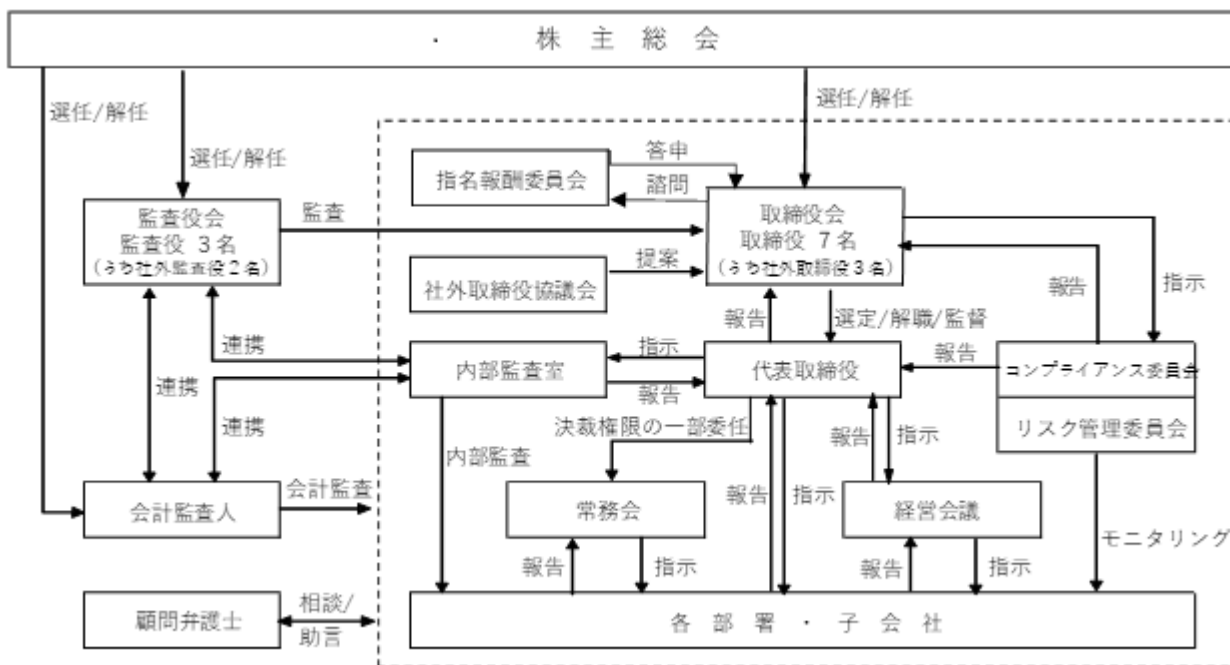 ・ 株主総会
選任/解任
選任/解任
選任/解任
答申
指名報酬委員会
諮問
監査役会
監査役 3名
(うち社外監査役2名)
監査
取締役会
取締役 7名
(うち社外取締役3名)
提案
社外取締役協議会
報告
指示
報告
選定/解職/監督
連携
内部監査室
指示
報告
代表取締役
報告
コンプライアンス委員会
リスク管理委員会
連携
連携
決裁権限の一部委任
内部監査
報告
指示
会計監査人
会計監査
常務会
報告
指示
経営会議
モニタリング
報告
指示
報告
指示
顧問弁護士
相談/
助言
各部署・子会社